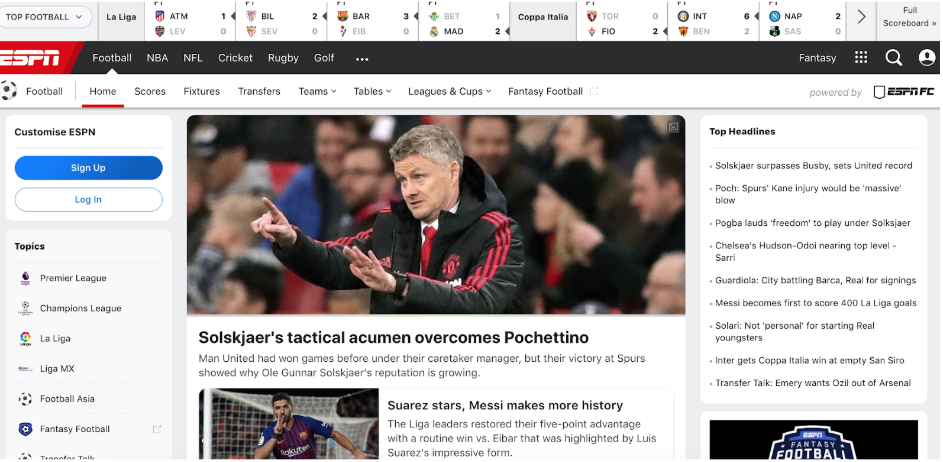 TOP FOOTBALL
La Liga
FT
ATM 1
LEV 0
FT
BIL 2
SEV 0
FT
BAR 3
EIB 0
FT
BET 1
MAD 2
Coppa Italia
FT
TOR 0
FIO 2
FT
INT 6
BEN 2
FT
NAP 2
SAS 0
Full
Scoreboard »
ESPN
Football NBA NFL Cricket Rugby Golf ••• Fantasy
Football Home Scores Fixtures Transfers Teams Tables Leagues & Cups Fantasy Football powered by ESPN FC
Customise ESPN
Sign Up
Log In
Topics
Premier League
Champions League
La Liga
Liga MX
Football Asia
Fantasy Football
Transfer Talk
Solskjaer's tactical acumen overcomes Pochettino
Man United had won games before under their caretaker manager, but their victory at Spurs
showed why Ole Gunnar Solskjaer's reputation is growing.
Suarez stars, Messi makes more history
The Liga leaders restored their five-point advantage
with a routine win vs. Eibar that was highlighted by Luis
Suarez's impressive form.
Top Headlines
Solskjaer surpasses Busby, sets United record
Poch: Spurs' Kane injury would be 'massive'
blow
Pogba lauds 'freedom' to play under Solksjaer
Chelsea's Hudson-Odoi nearing top level -
Sarri
Guardiola: City battling Barca, Real for signings
Messi becomes first to score 400 La Liga goals
Solari: Not 'personal' for starting Real
youngsters
Inter gets Coppa Italia win at empty San Siro
Transfer Talk: Emery wants Ozil out of Arsenal
ESPN
FANTASY
FOOTBALL